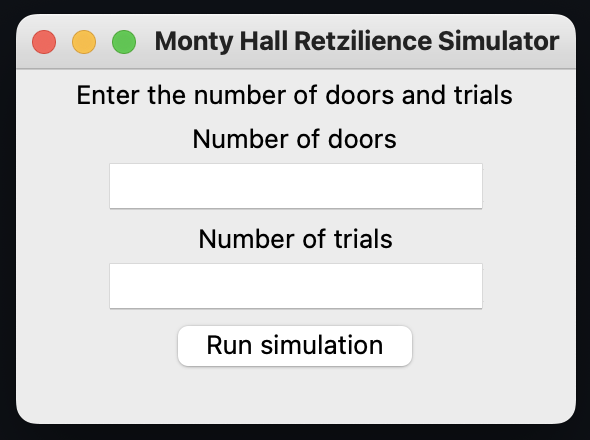 Monty Hall Retzilience Simulator
Enter the number of doors and trials
Number of doors
Number of trials
Run simulation